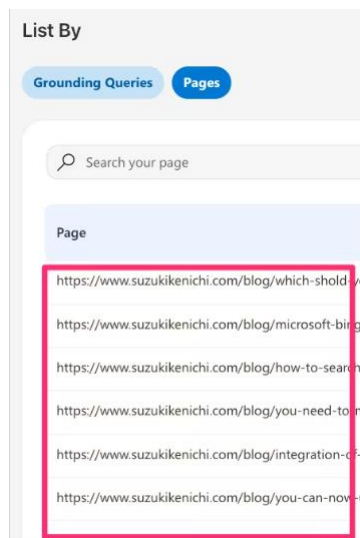 List By
Grounding Queries Pages
Search your page
Page
https://www.suzukikenichi.com/blog/which-shold-y
https://www.suzukikenichi.com/blog/microsoft-bing
https://www.suzukikenichi.com/blog/how-to-search
https://www.suzukikenichi.com/blog/you-need-to-m
https://www.suzukikenichi.com/blog/integration-of-
https://www.suzukikenichi.com/blog/you-can-now-